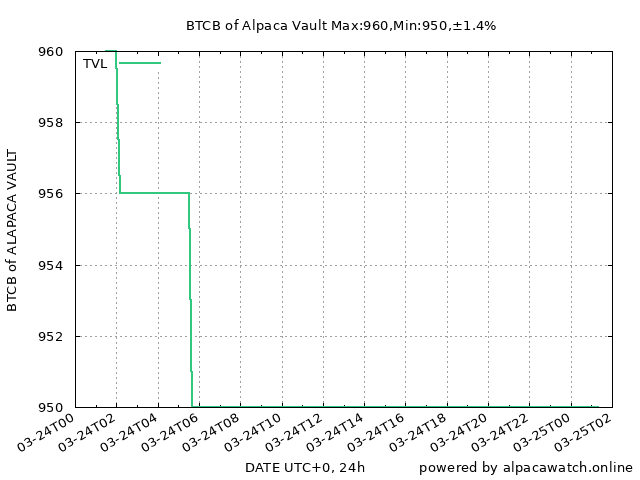 BTCB of Alpaca Vault Max:960,Min:950,±1.4%
960
TVL
958
956
954
952
950
BTCB of ALAPACA VAULT
03-24T00
03-24T02
03-24T04
03-24T06
03-24T08
03-24T10
03-24T12
03-24T14
03-24T16
03-24T18
03-24T20
03-24T22
03-25T00
03-25T02
DATE UTC+0, 24h
powered by alpacawatch.online